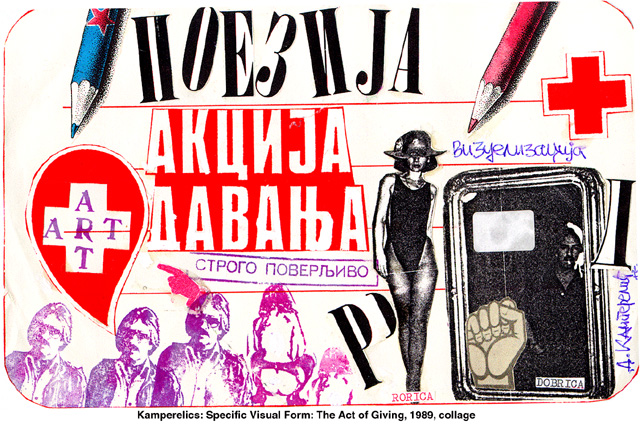 ПОЕЗИЈА
АКЦИЈА
ДАВАЊА
визуелизација
ART
ART
СТРОГО ПОВЕРЉИВО
Д
Р
RORICA
DOBRICA
Kamperelics: Specific Visual Form: The Act of Giving, 1989, collage